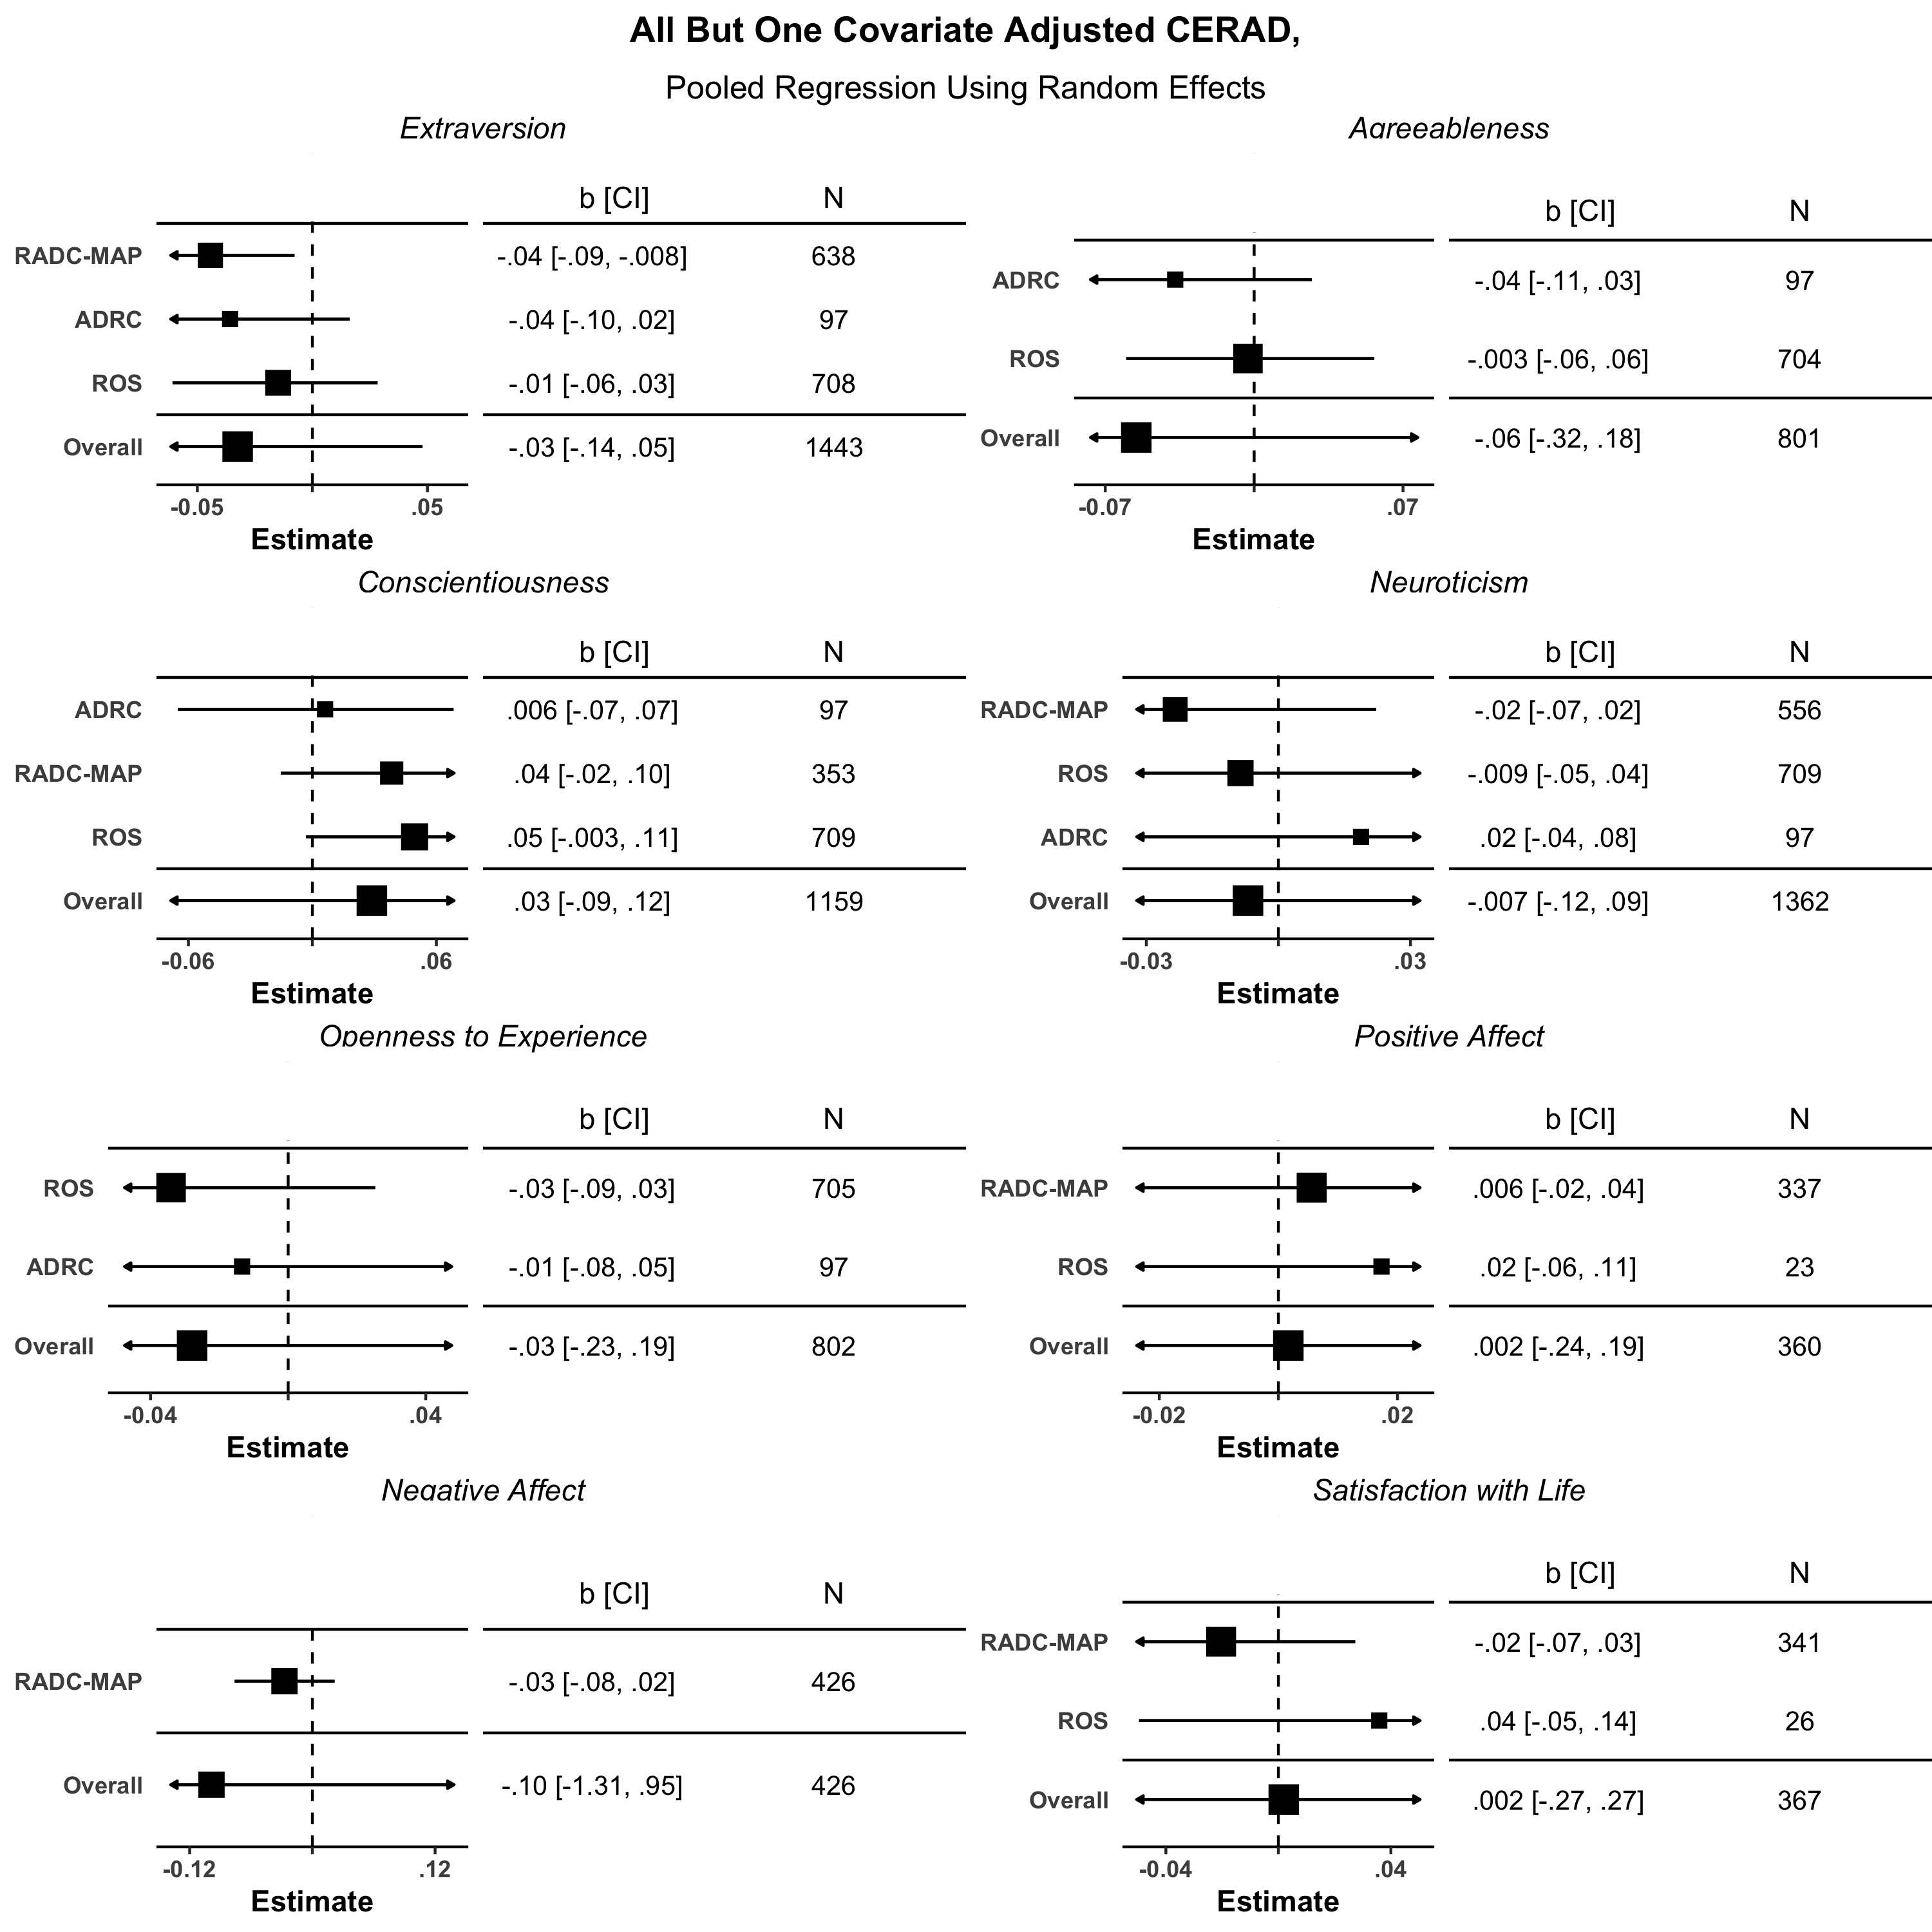 All But One Covariate Adjusted CERAD,
Pooled Regression Using Random Effects
Extraversion
b [CI] N
RADC-MAP -.04 [-.09, -.008] 638
ADRC -.04 [-.10, .02] 97
ROS -.01 [-.06, .03] 708
Overall -.03 [-.14, .05] 1443
-0.05 .05
Estimate
Agreeableness
b [CI] N
ADRC -.04 [-.11, .03] 97
ROS -.003 [-.06, .06] 704
Overall -.06 [-.32, .18] 801
-0.07 .07
Estimate
Conscientiousness
b [CI] N
ADRC .006 [-.07, .07] 97
RADC-MAP .04 [-.02, .10] 353
ROS .05 [-.003, .11] 709
Overall .03 [-.09, .12] 1159
-0.06 .06
Estimate
Neuroticism
b [CI] N
RADC-MAP -.02 [-.07, .02] 556
ROS -.009 [-.05, .04] 709
ADRC .02 [-.04, .08] 97
Overall -.007 [-.12, .09] 1362
-0.03 .03
Estimate
Openness to Experience
b [CI] N
ROS -.03 [-.09, .03] 705
ADRC -.01 [-.08, .05] 97
Overall -.03 [-.23, .19] 802
-0.04 .04
Estimate
Positive Affect
b [CI] N
RADC-MAP .006 [-.02, .04] 337
ROS .02 [-.06, .11] 23
Overall .002 [-.24, .19] 360
-0.02 .02
Estimate
Negative Affect
b [CI] N
RADC-MAP -.03 [-.08, .02] 426
Overall -.10 [-1.31, .95] 426
-0.12 .12
Estimate
Satisfaction with Life
b [CI] N
RADC-MAP -.02 [-.07, .03] 341
ROS .04 [-.05, .14] 26
Overall .002 [-.27, .27] 367
-0.04 .04
Estimate